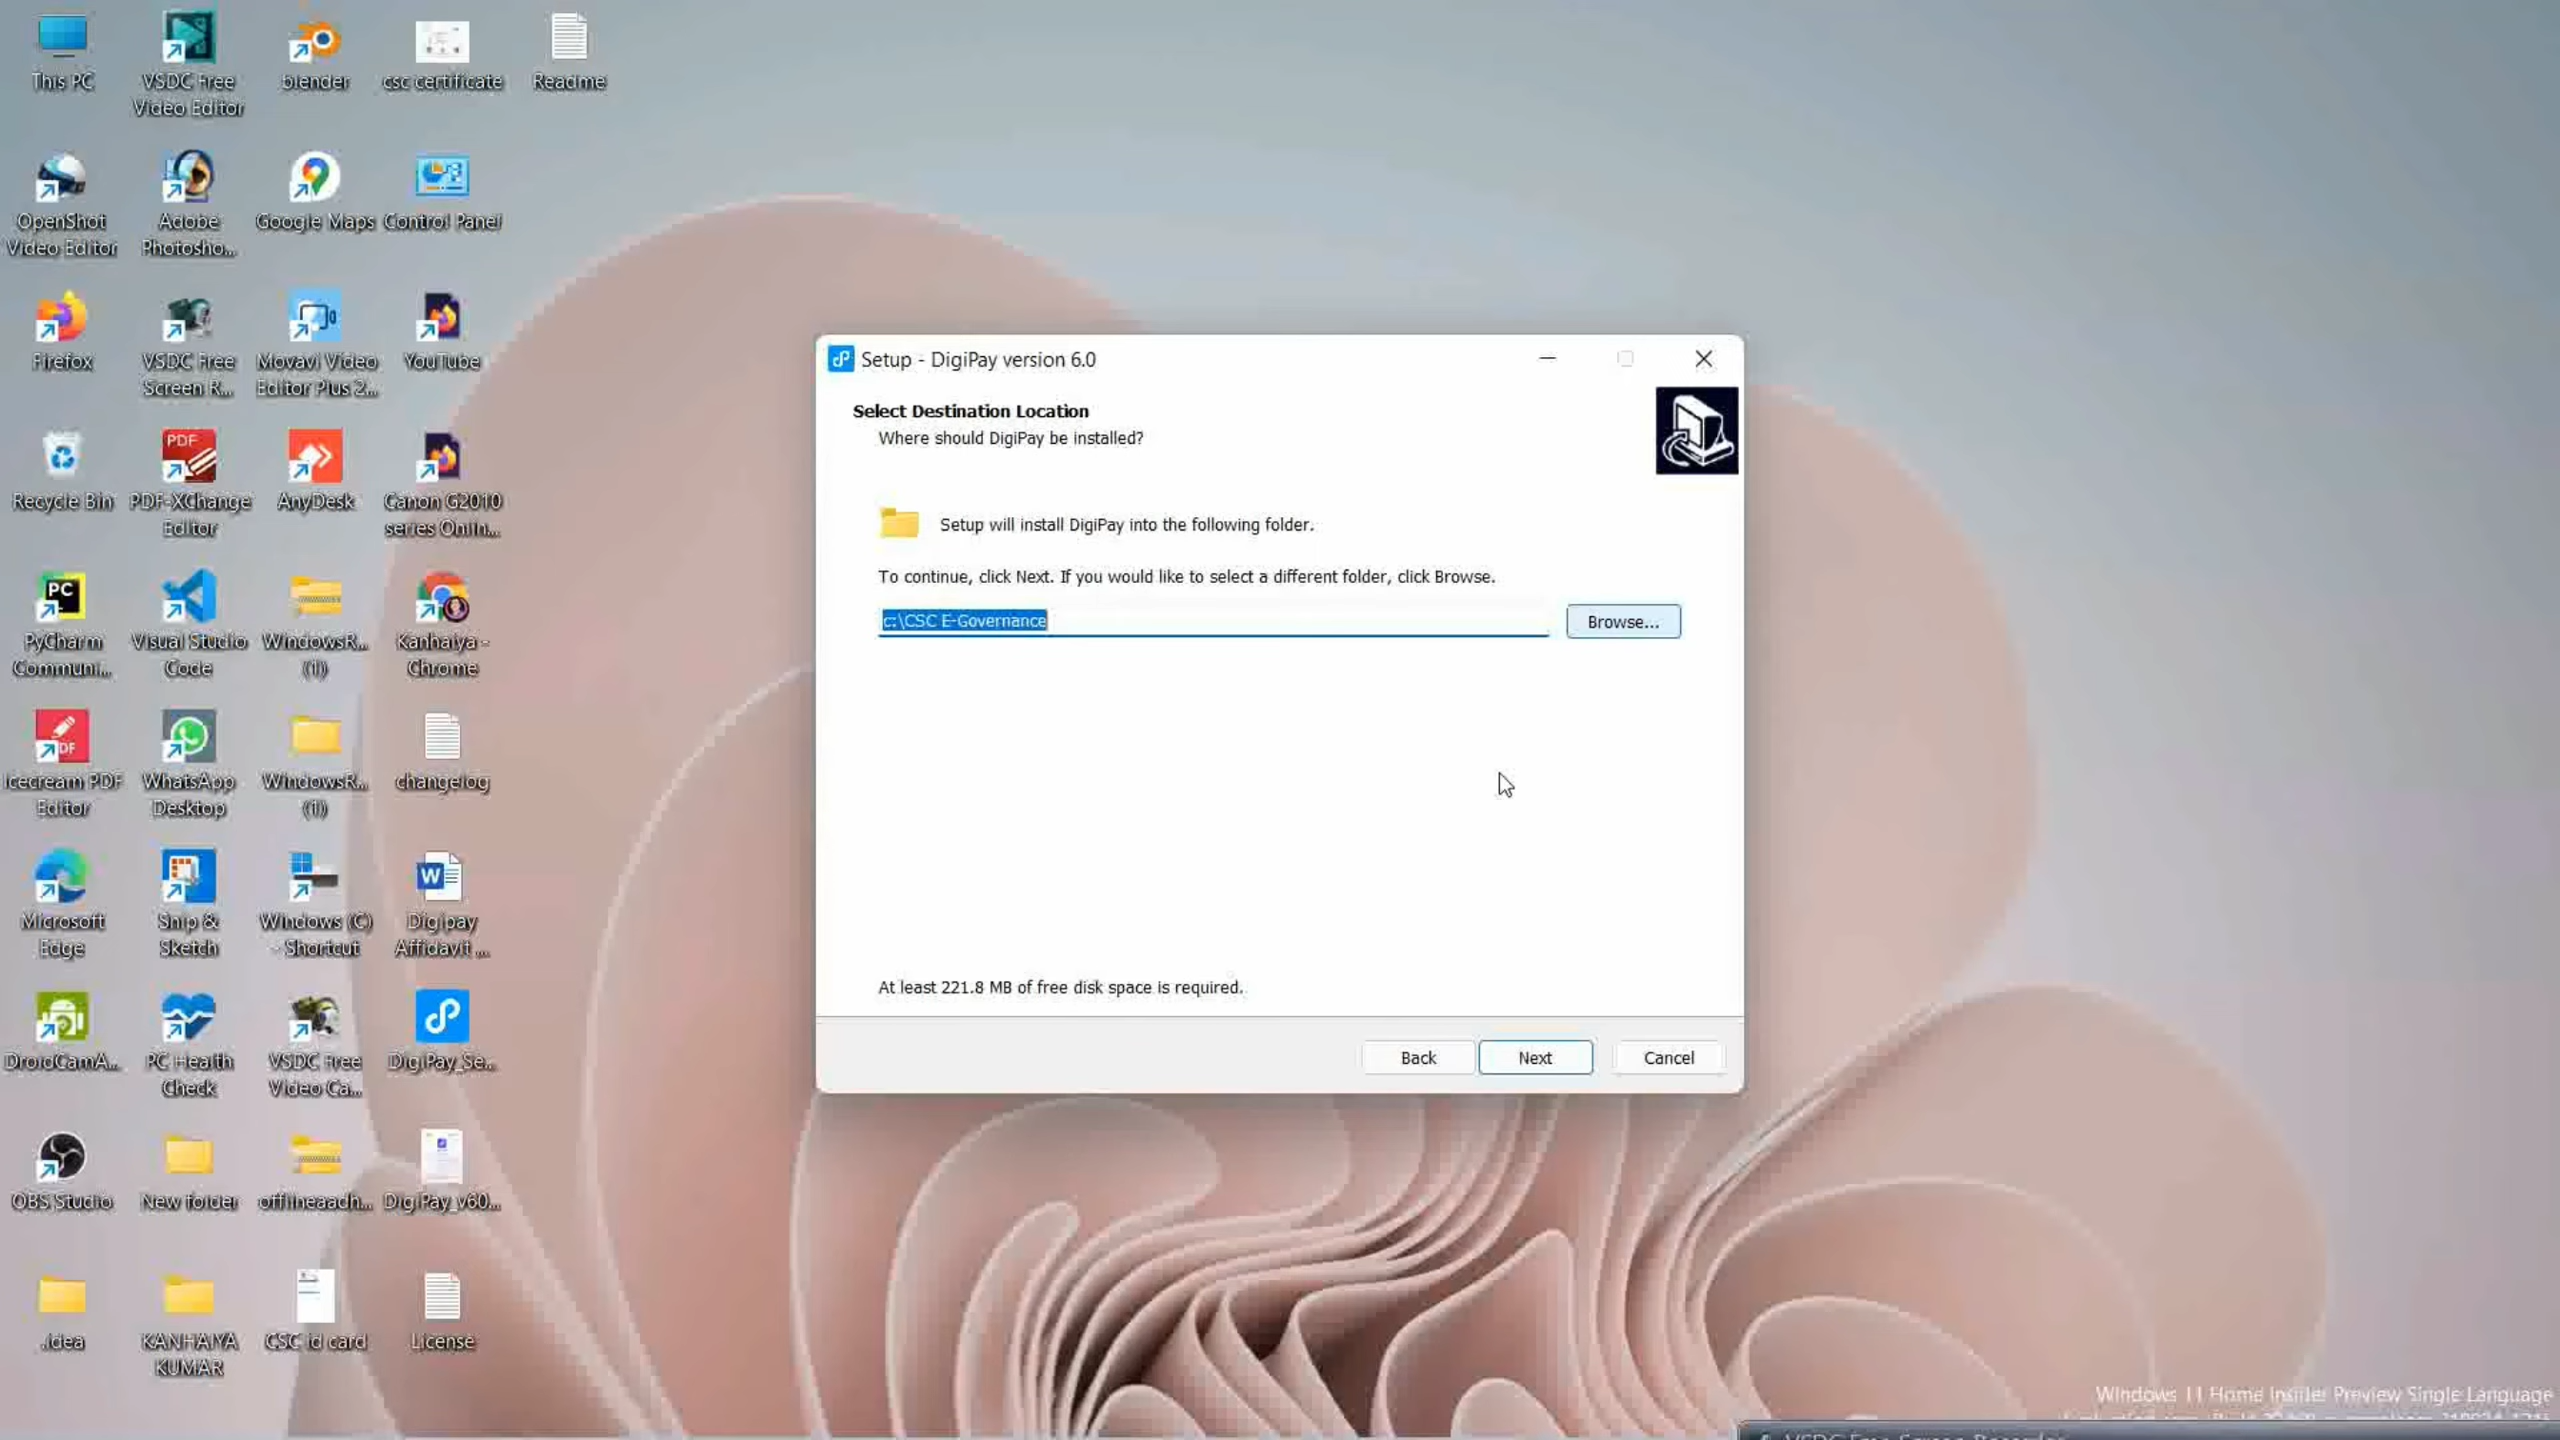 This PC
VSDC Free
Video Editor
blender
csc certificate
Readme
OpenShot
Video Editor
Adobe
Photosho...
Google Maps
Control Panel
Firefox
VSDC Free
Screen R...
Movavi Video
Editor Plus 2...
YouTube
Recycle Bin
PDF-XChange
Editor
AnyDesk
Canon G2010
series Onlin...
PyCharm
Communi...
Visual Studio
Code
WindowsR...
(1)
Kanhaiya -
Chrome
Icecream PDF
Editor
WhatsApp
Desktop
WindowsR...
(1)
changelog
Microsoft
Edge
Snip &
Sketch
Windows (C)
- Shortcut
Digipay
Affidavit ...
DroidCamA...
PC Health
Check
VSDC Free
Video Ca...
DigiPay_Se...
OBS Studio
New folder
offlineaadh...
DigiPay_v60...
.idea
KANHAIYA
KUMAR
CSC id card
License
Setup - DigiPay version 6.0
Select Destination Location
Where should DigiPay be installed?
Setup will install DigiPay into the following folder.
To continue, click Next. If you would like to select a different folder, click Browse.
c:\CSC E-Governance
Browse...
At least 221.8 MB of free disk space is required.
Back
Next
Cancel
Windows 11 Home Insider Preview Single Language
VSDC Free Screen Recorder